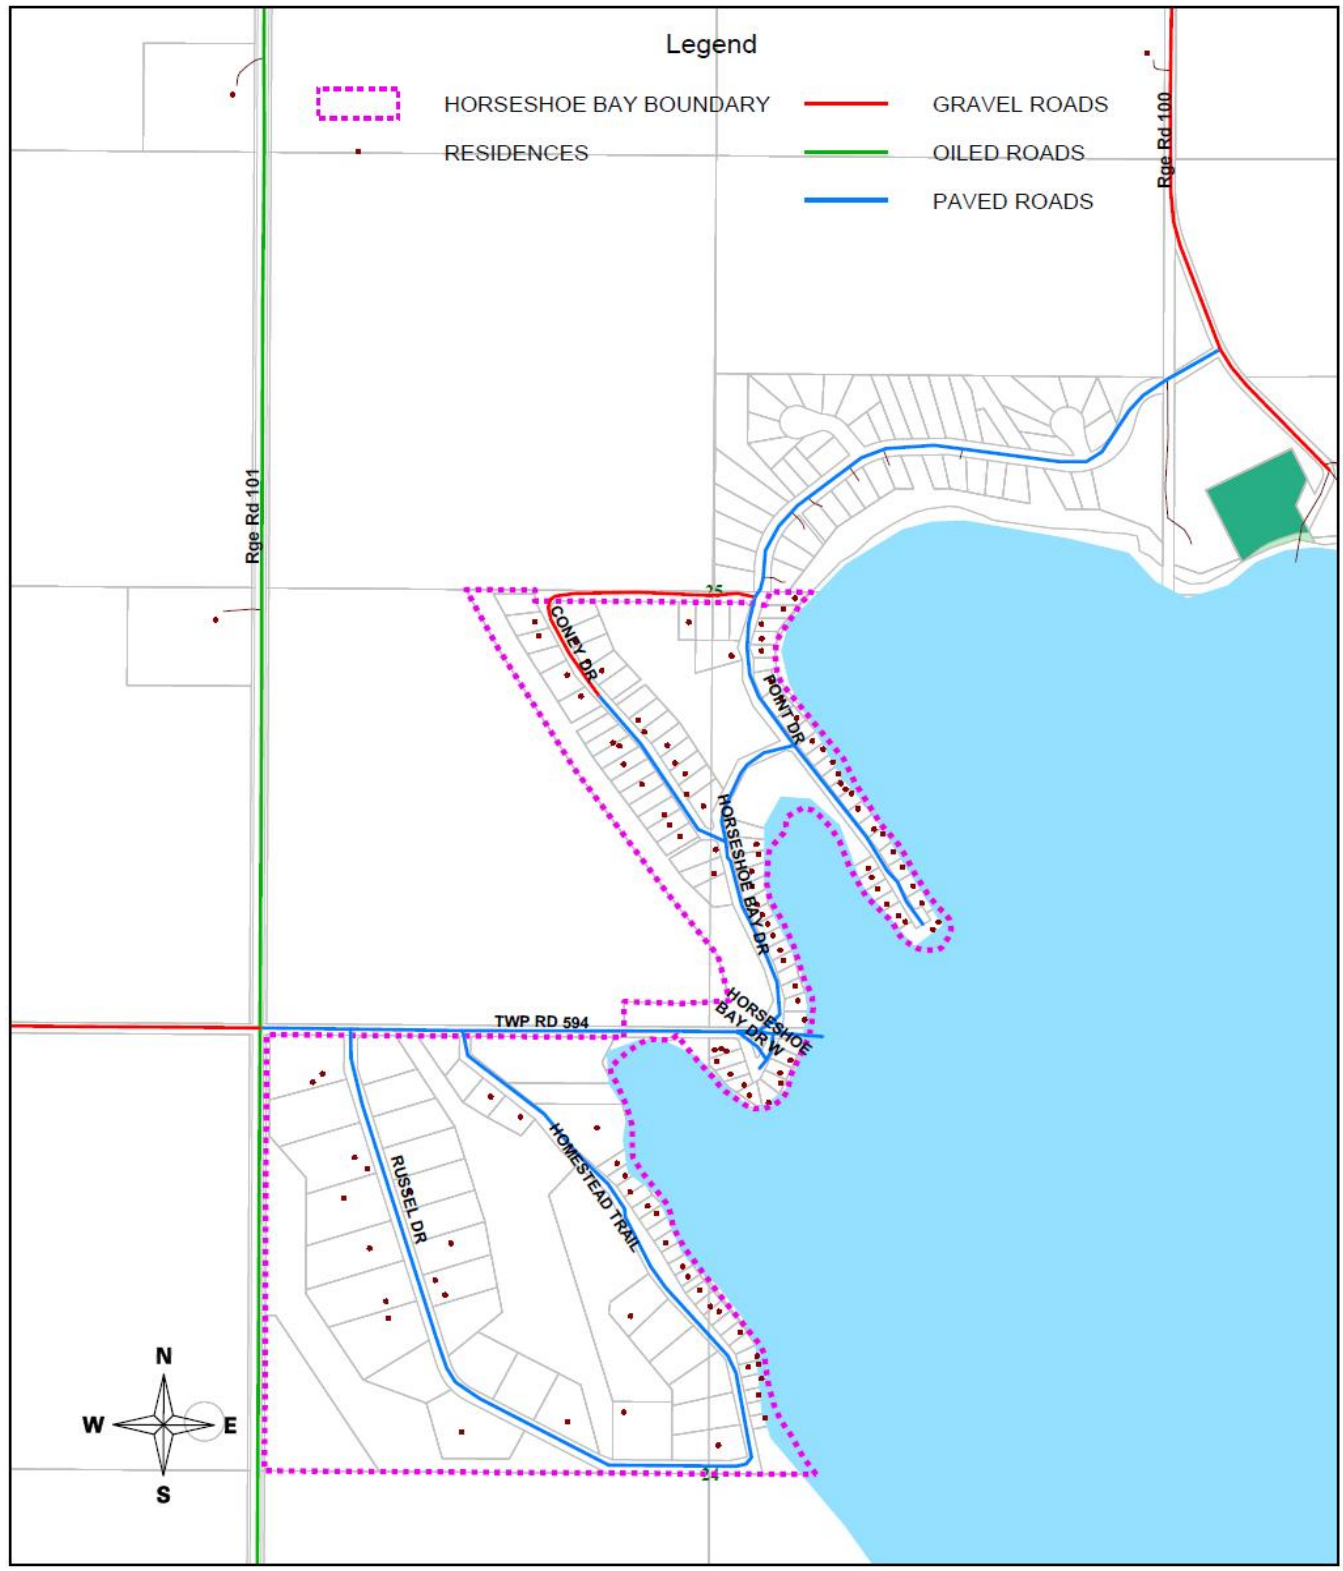 Legend
HORSESHOE BAY BOUNDARY
GRAVEL ROADS
RESIDENCES
OILED ROADS
PAVED ROADS
Rge Rd 100
Rge Rd 101
25
CONEY DR
POINT DR
HORSESHOE BAY DR
HORSESHOE
BAY DR W
TWP RD 594
HOMESTEAD TRAIL
RUSSEL DR
N
W E
S
24